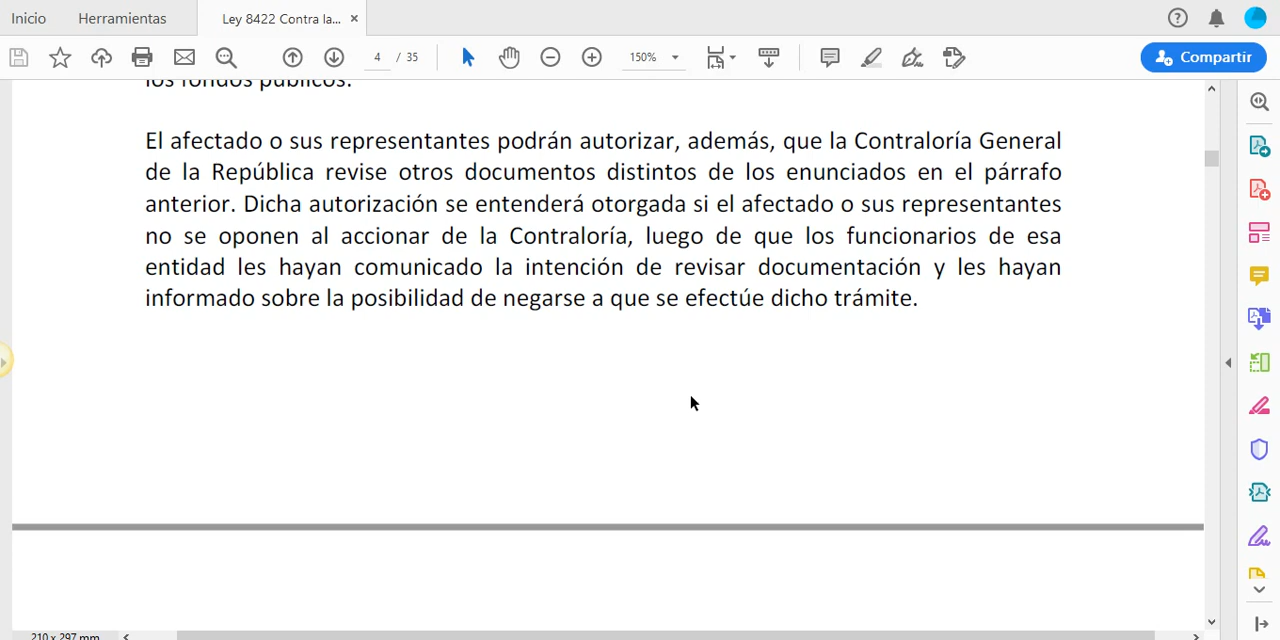 Inicio Herramientas Ley 8422 Contra la... ×
4 / 35 150% Compartir
los fondos públicos.
El afectado o sus representantes podrán autorizar, además, que la Contraloría General
de la República revise otros documentos distintos de los enunciados en el párrafo
anterior. Dicha autorización se entenderá otorgada si el afectado o sus representantes
no se oponen al accionar de la Contraloría, luego de que los funcionarios de esa
entidad les hayan comunicado la intención de revisar documentación y les hayan
informado sobre la posibilidad de negarse a que se efectúe dicho trámite.
210 x 297 mm